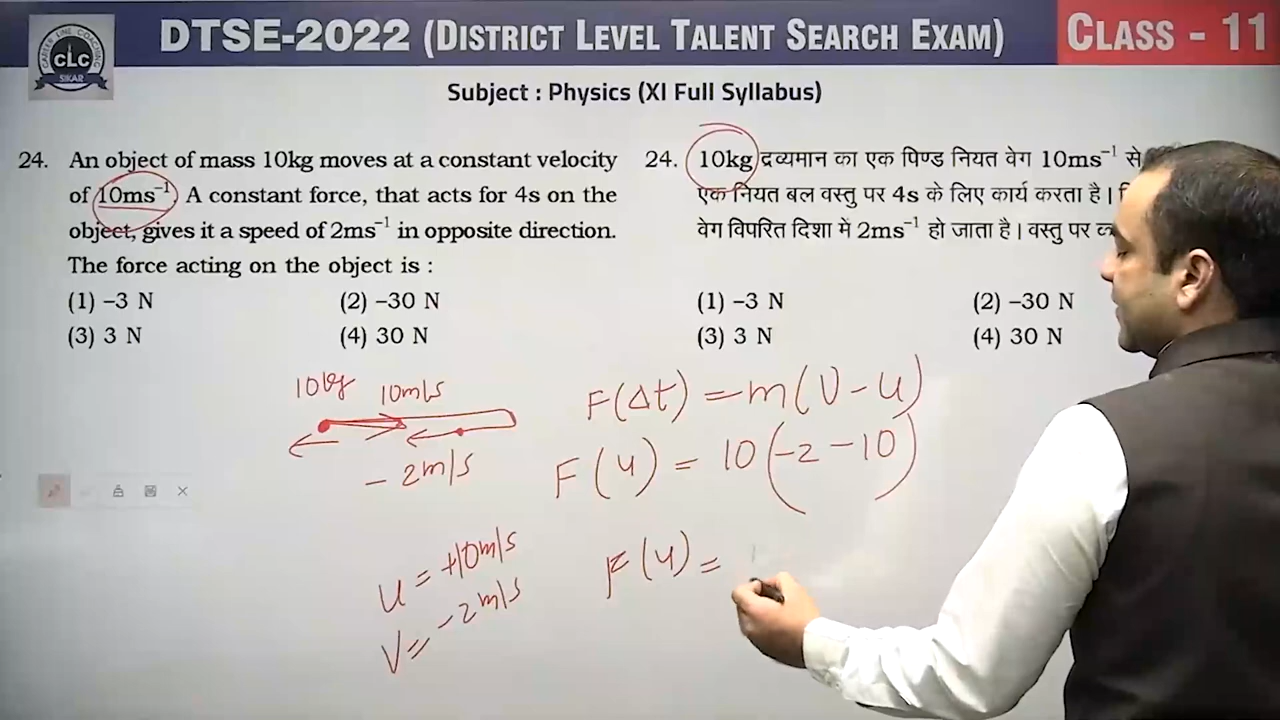 CAREER LINE COACHING
CLC
SIKAR
DTSE-2022 (DISTRICT LEVEL TALENT SEARCH EXAM)
CLASS - 11
Subject : Physics (XI Full Syllabus)
24. An object of mass 10kg moves at a constant velocity
of 10ms⁻¹. A constant force, that acts for 4s on the
object, gives it a speed of 2ms⁻¹ in opposite direction.
The force acting on the object is :
(1) –3 N (2) –30 N
(3) 3 N (4) 30 N
24. 10kg द्रव्यमान का एक पिण्ड नियत वेग 10ms⁻¹ से
एक नियत बल वस्तु पर 4s के लिए कार्य करता है।
वेग विपरित दिशा में 2ms⁻¹ हो जाता है। वस्तु पर
(1) –3 N (2) –30 N
(3) 3 N (4) 30 N
10kg 10m/s
-2m/s
u = +10m/s
V = -2m/s
F(Δt) = m(V-u)
F(4) = 10(-2-10)
F(4) =